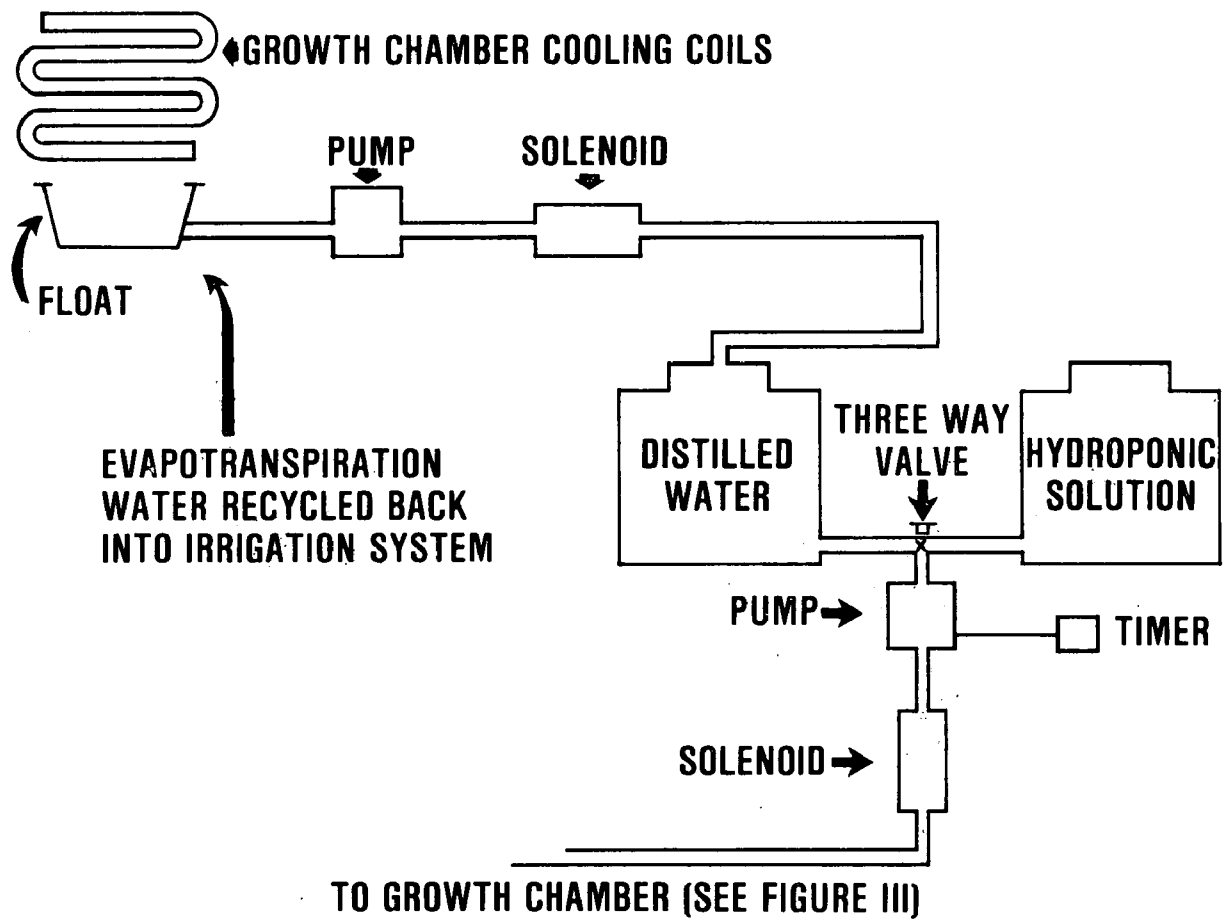 GROWTH CHAMBER COOLING COILS
PUMP
SOLENOID
FLOAT
EVAPOTRANSPIRATION
WATER RECYCLED BACK
INTO IRRIGATION SYSTEM
DISTILLED
WATER
THREE WAY
VALVE
HYDROPONIC
SOLUTION
PUMP
TIMER
SOLENOID
TO GROWTH CHAMBER (SEE FIGURE III)